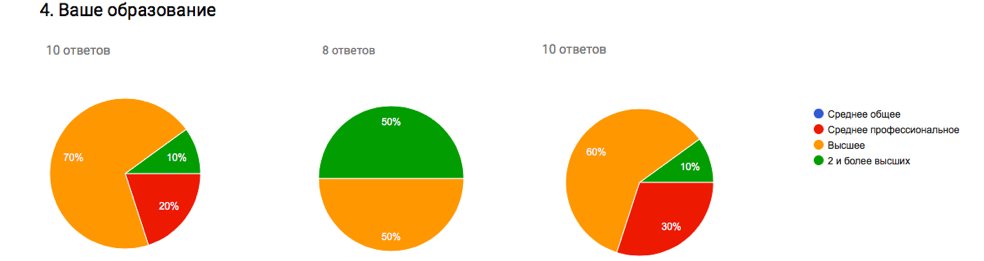 4. Ваше образование
10 ответов
8 ответов
10 ответов
70%
10%
20%
50%
50%
60%
10%
30%
Среднее общее
Среднее профессиональное
Высшее
2 и более высших